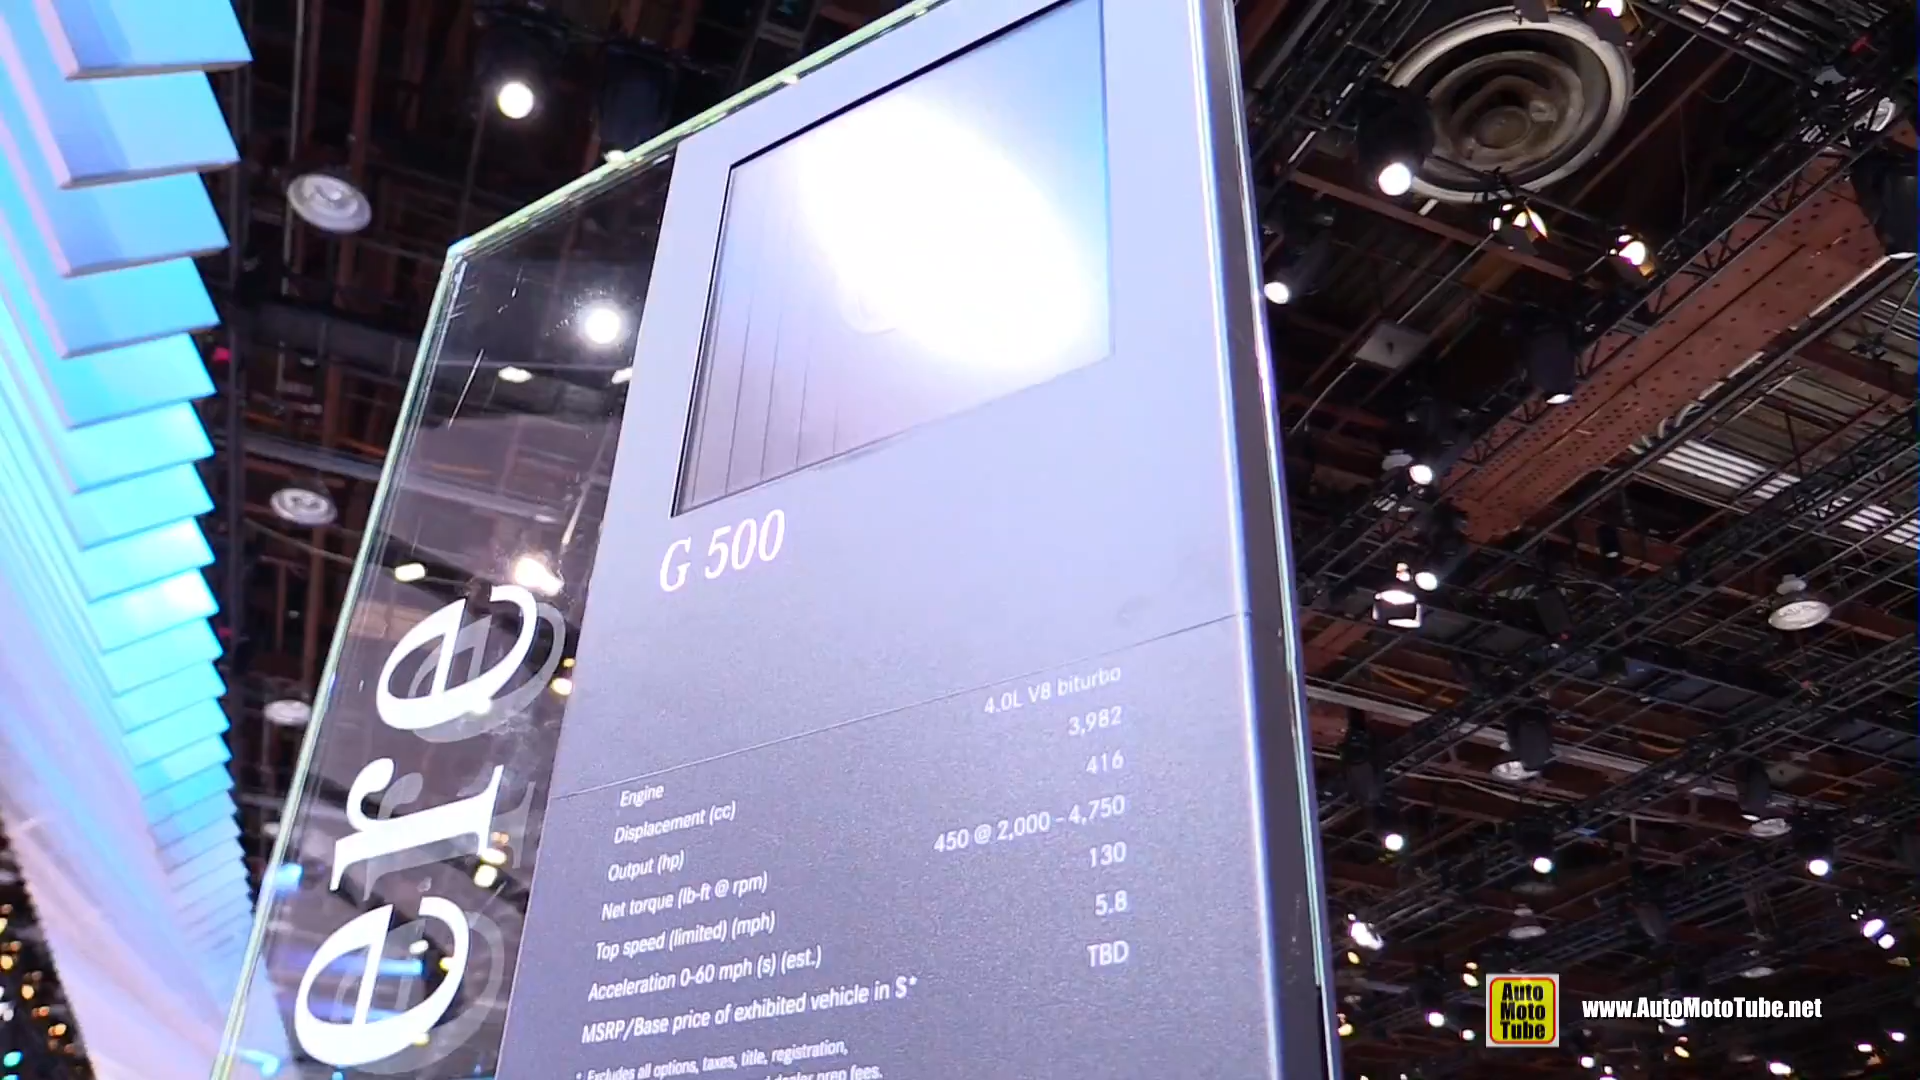 ere
G 500
Engine 4.0L V8 biturbo
Displacement (cc) 3,982
Output (hp) 416
Net torque (lb-ft @ rpm) 450 @ 2,000 - 4,750
Top speed (limited) (mph) 130
Acceleration 0-60 mph (s) (est.) 5.8
MSRP/Base price of exhibited vehicle in S* TBD
* Excludes all options, taxes, title, registration,
dealer prep fees.
Auto
Moto
Tube
www.AutoMotoTube.net